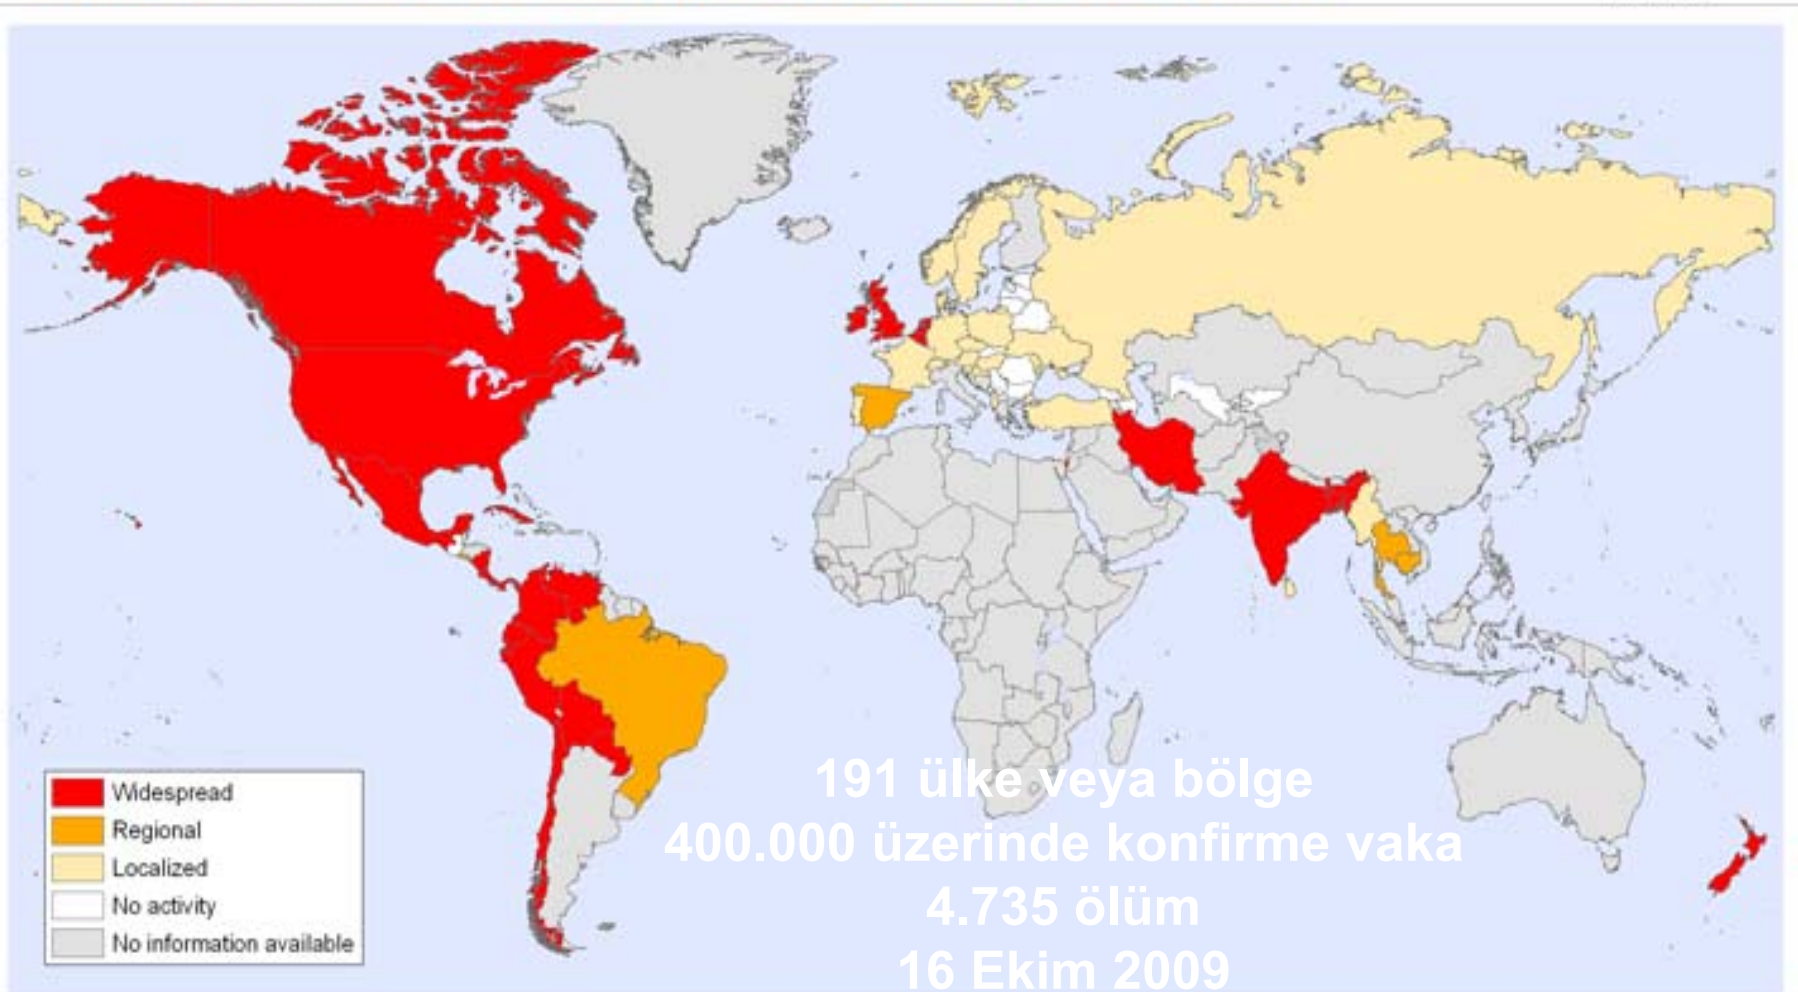 Widespread
Regional
Localized
No activity
No information available
191 ülke veya bölge
400.000 üzerinde konfirme vaka
4.735 ölüm
16 Ekim 2009